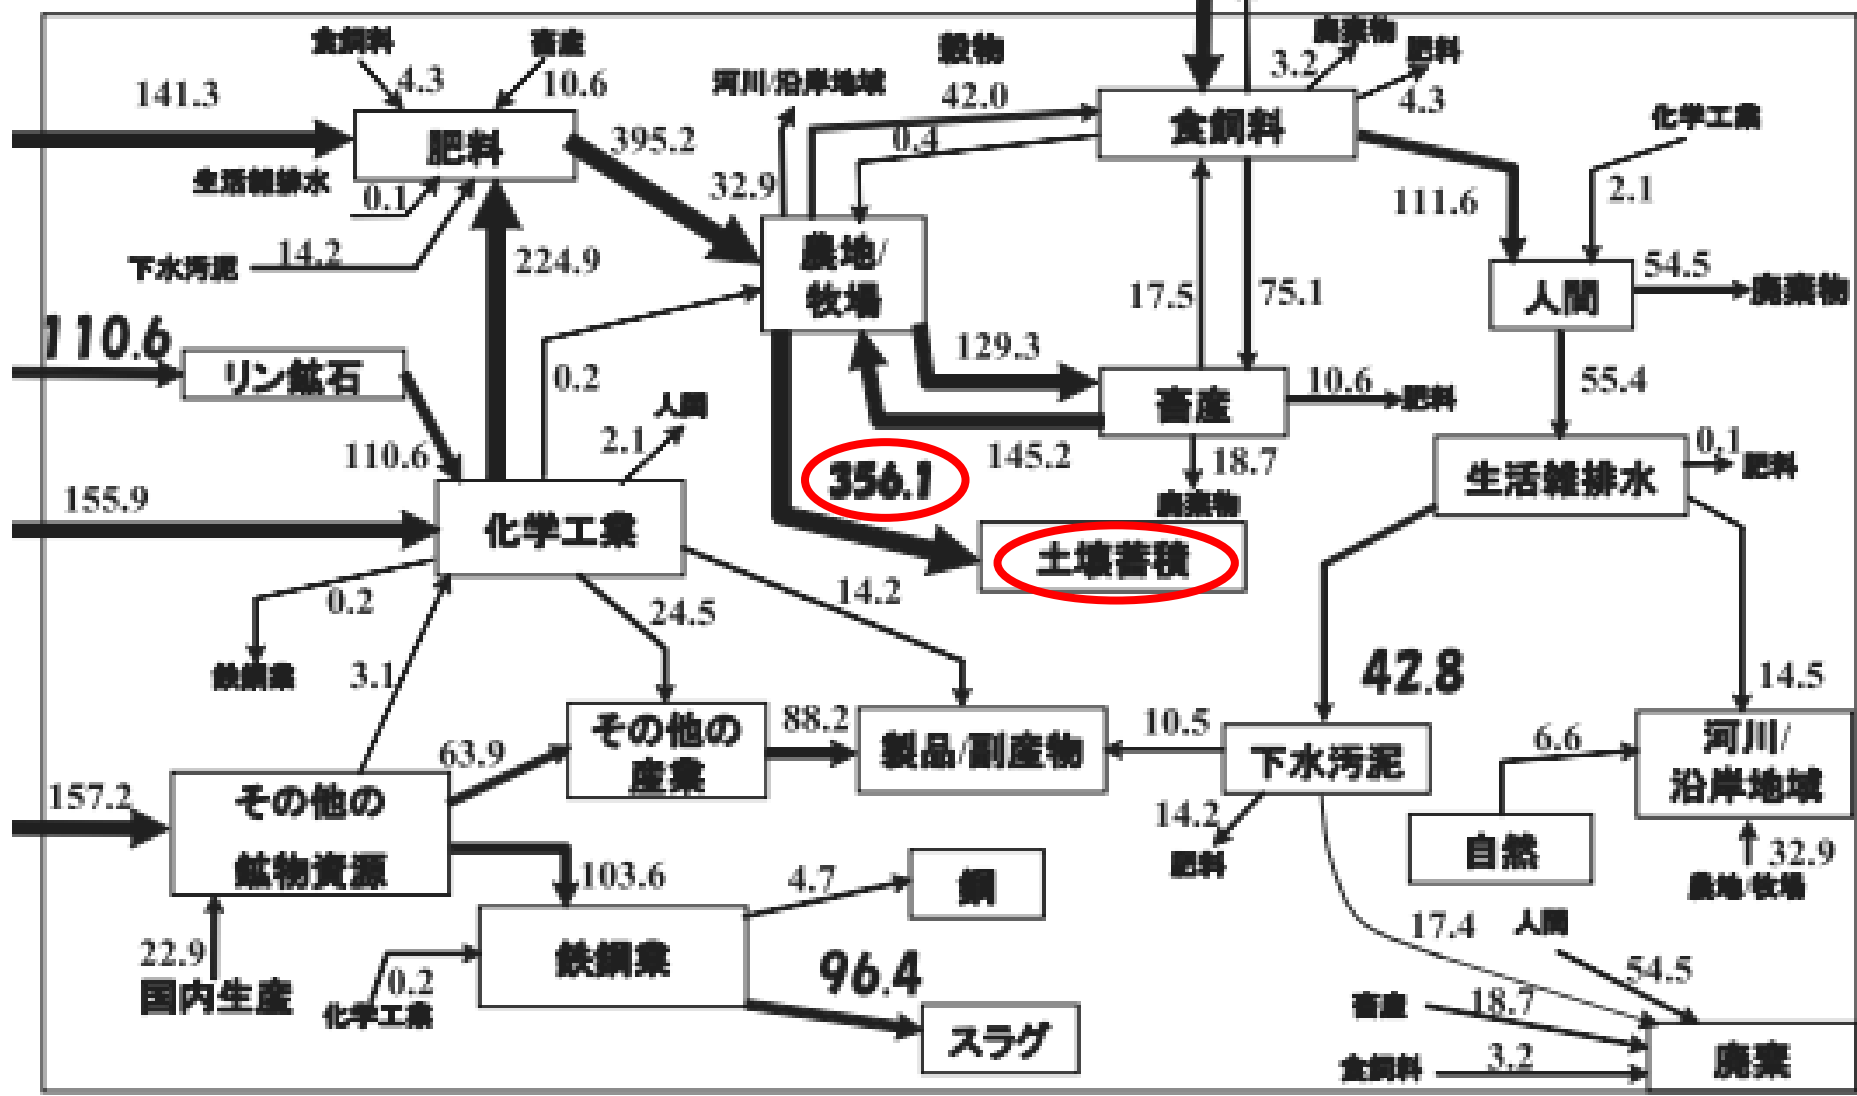 食飼料
4.3
畜産
10.6
141.3
肥料
生活雑排水
0.1
下水汚泥
14.2
395.2
224.9
河川/沿岸地域
32.9
穀物
42.0
0.4
食飼料
廃棄物
3.2
肥料
4.3
化学工業
2.1
111.6
農地/
牧場
人間
54.5
廃棄物
17.5
75.1
129.3
畜産
10.6
肥料
145.2
18.7
廃棄物
55.4
生活雑排水
0.1
肥料
110.6
リン鉱石
110.6
0.2
人間
2.1
356.1
土壌蓄積
155.9
化学工業
0.2
鉄鋼業
3.1
24.5
14.2
42.8
14.5
その他の
産業
88.2
製品/副産物
10.5
下水汚泥
14.2
肥料
6.6
自然
河川/
沿岸地域
32.9
農地/牧場
157.2
その他の
鉱物資源
63.9
103.6
22.9
国内生産
化学工業
0.2
鉄鋼業
4.7
鋼
96.4
スラグ
17.4
人間
54.5
畜産
18.7
食飼料
3.2
廃棄